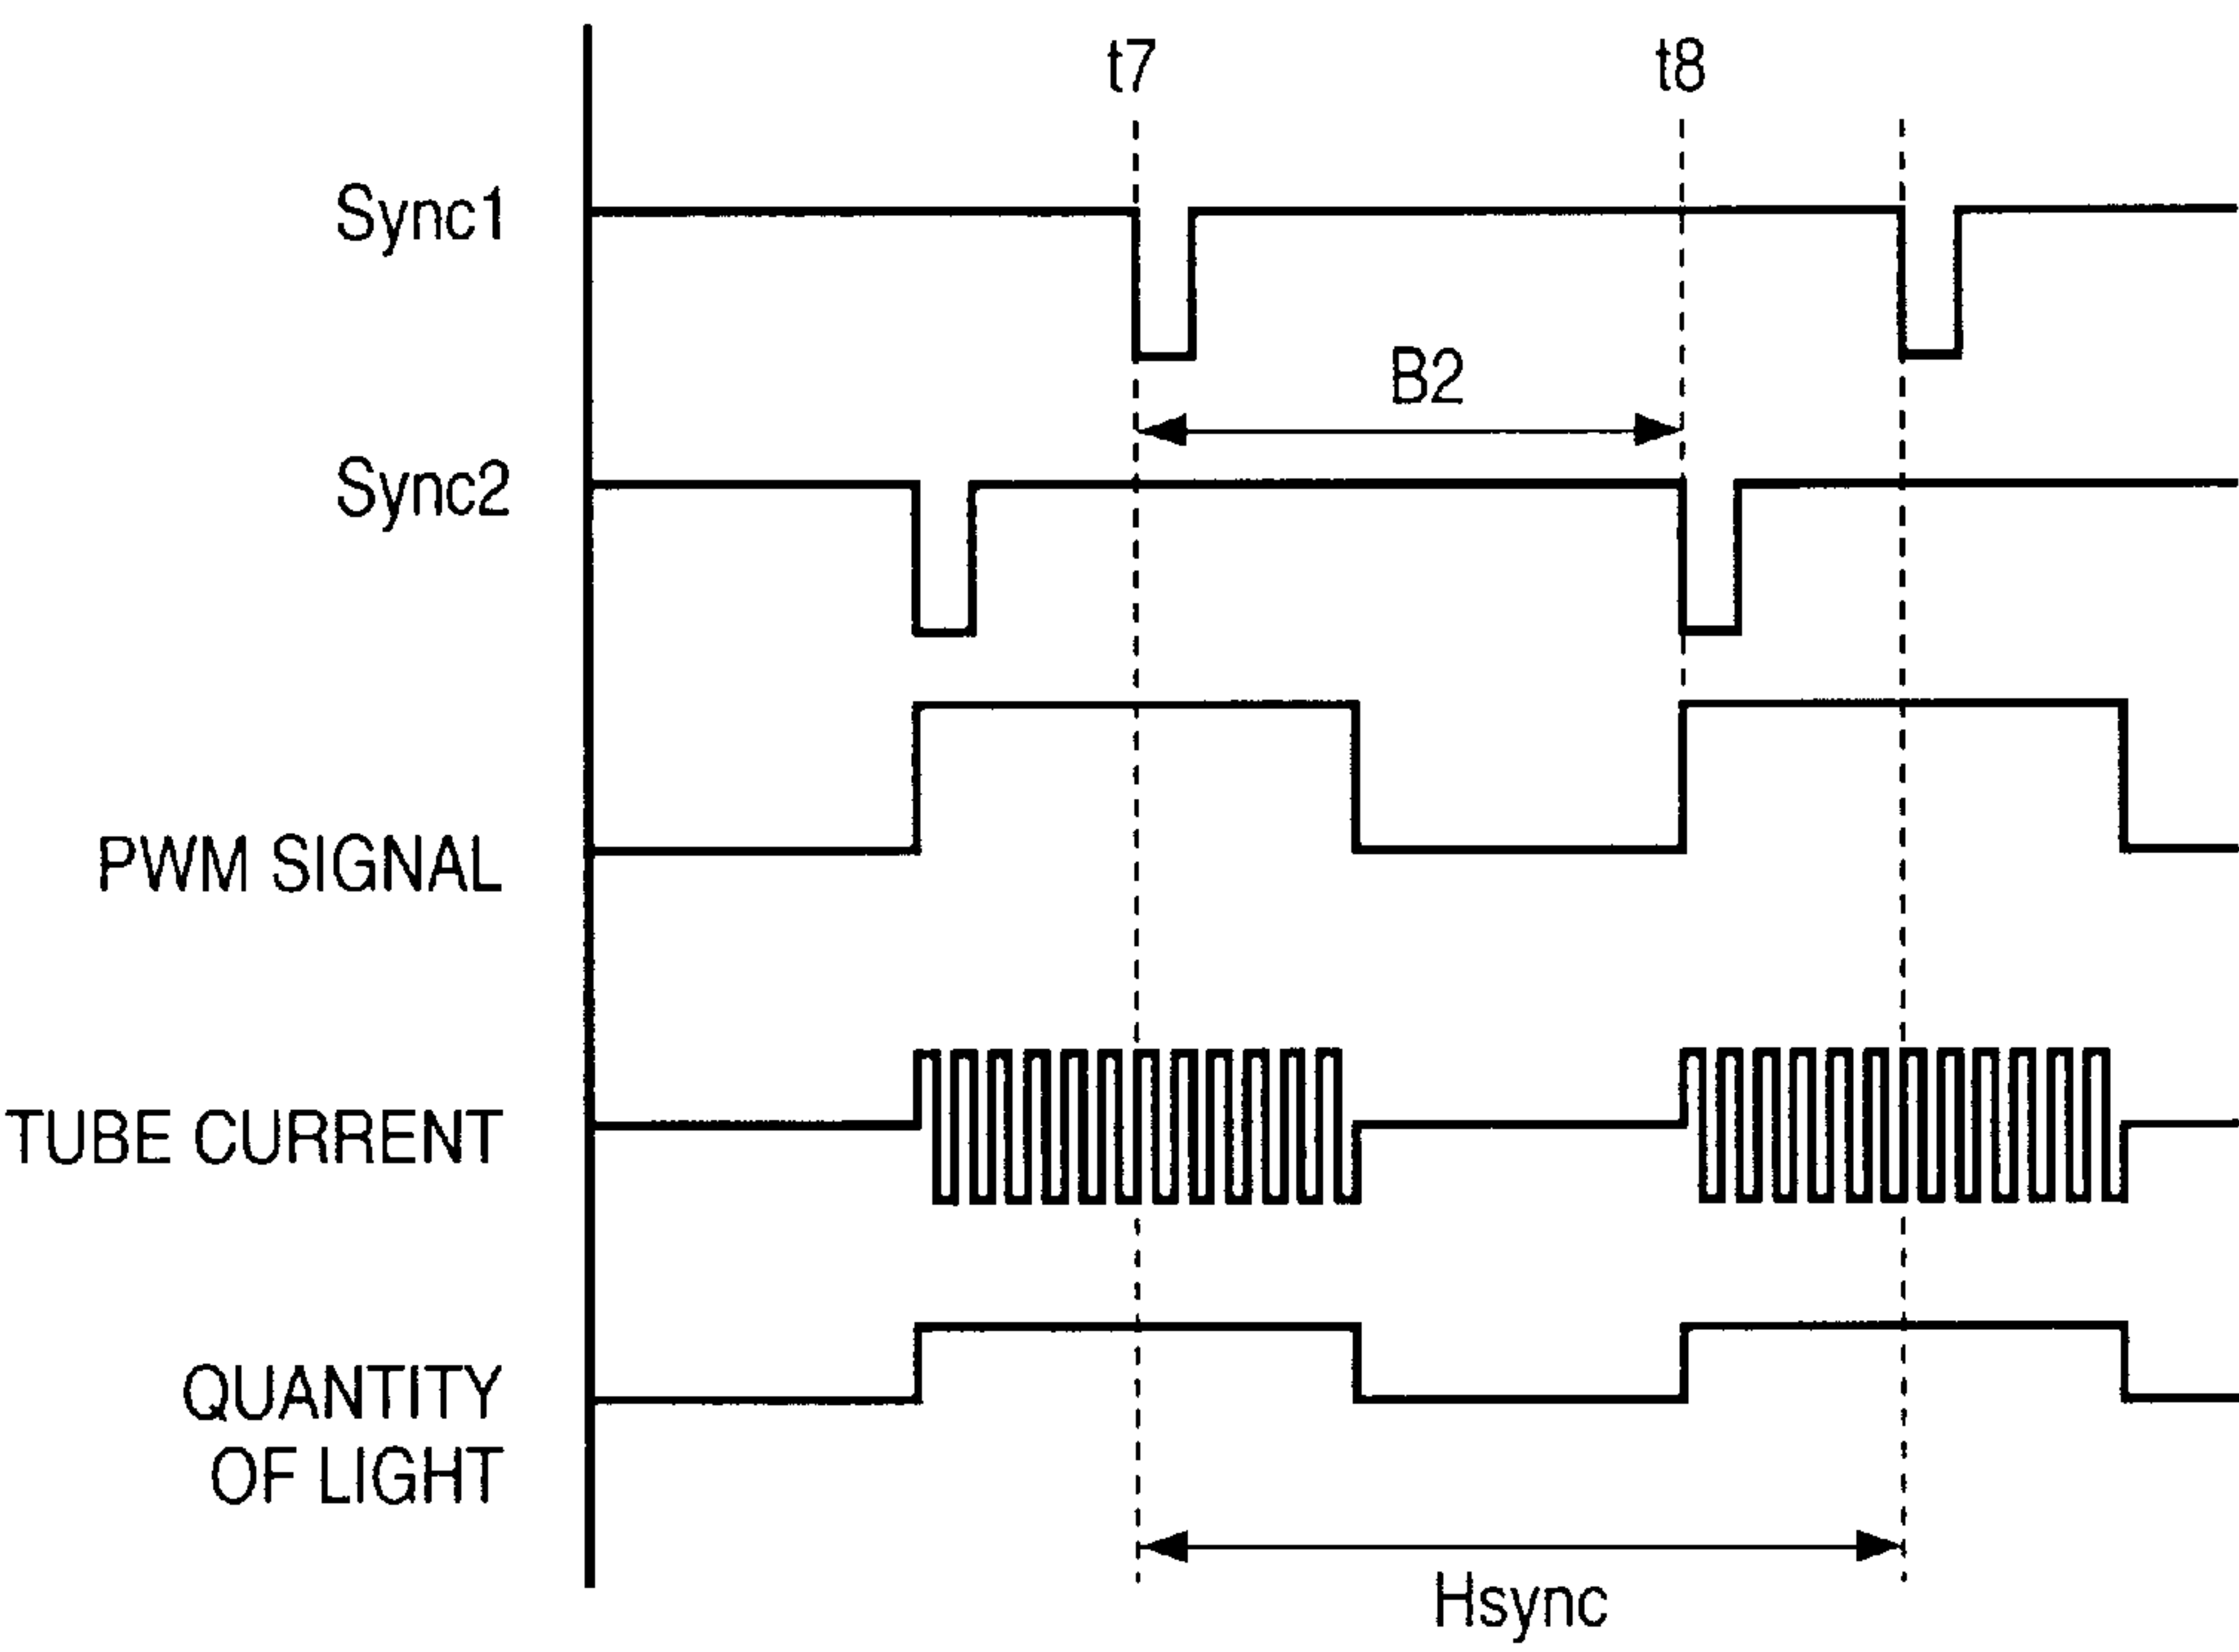 t7
t8
Sync1
B2
Sync2
PWM SIGNAL
TUBE CURRENT
QUANTITY
OF LIGHT
Hsync